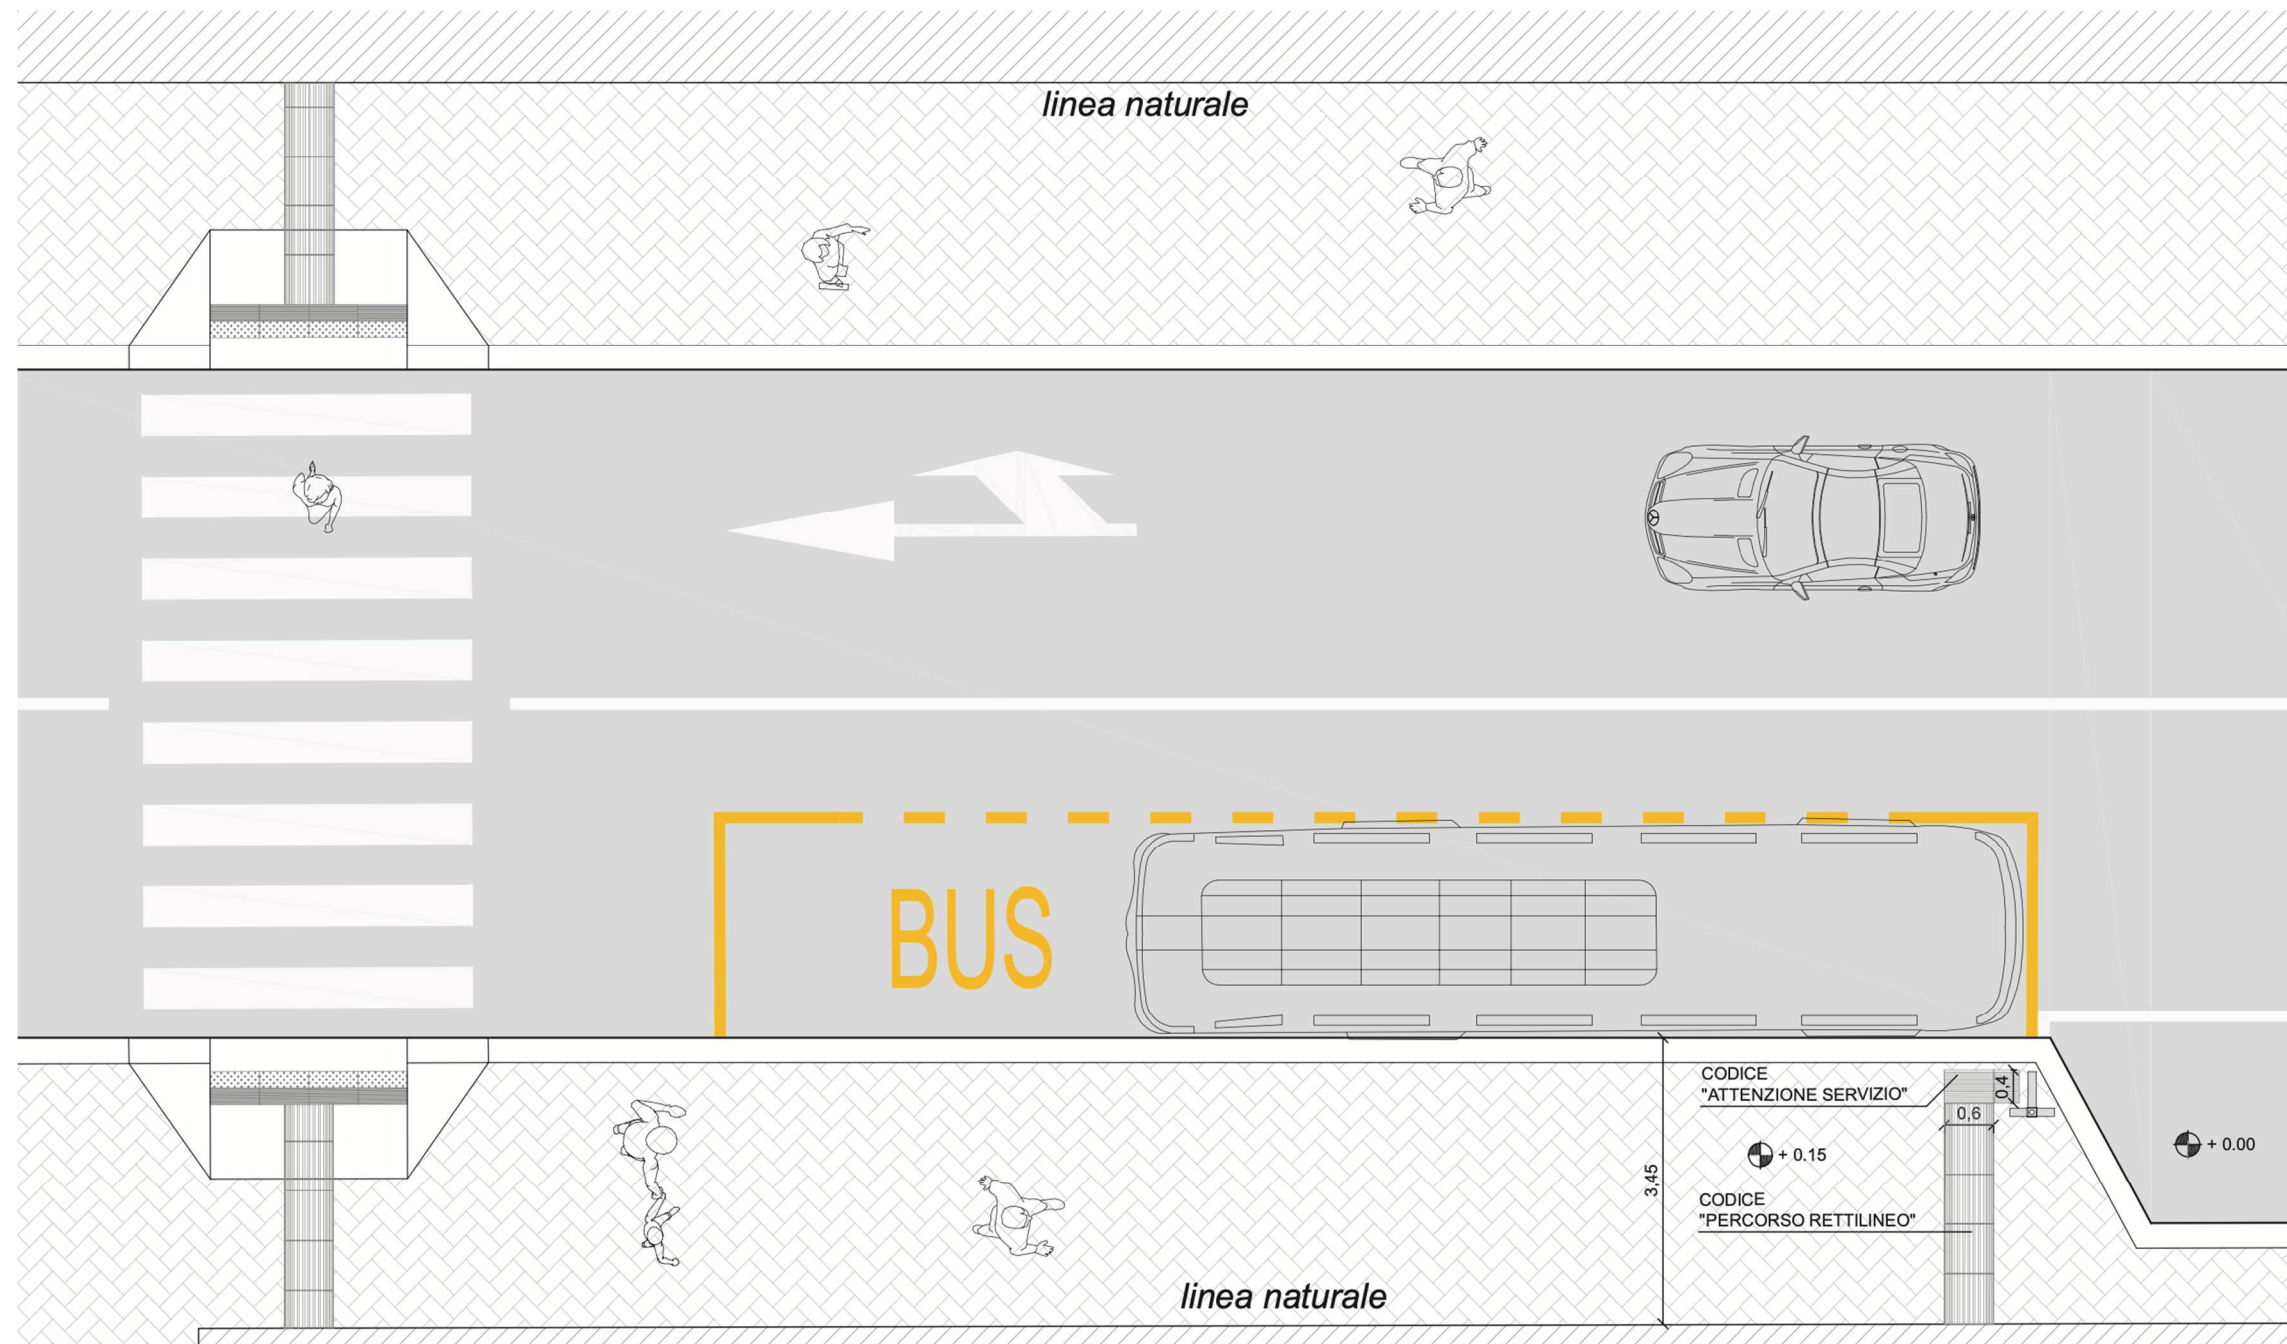 linea naturale
BUS
CODICE
"ATTENZIONE SERVIZIO"
0,4
0,6
+ 0.15
+ 0.00
3,45
CODICE
"PERCORSO RETTILINEO"
linea naturale